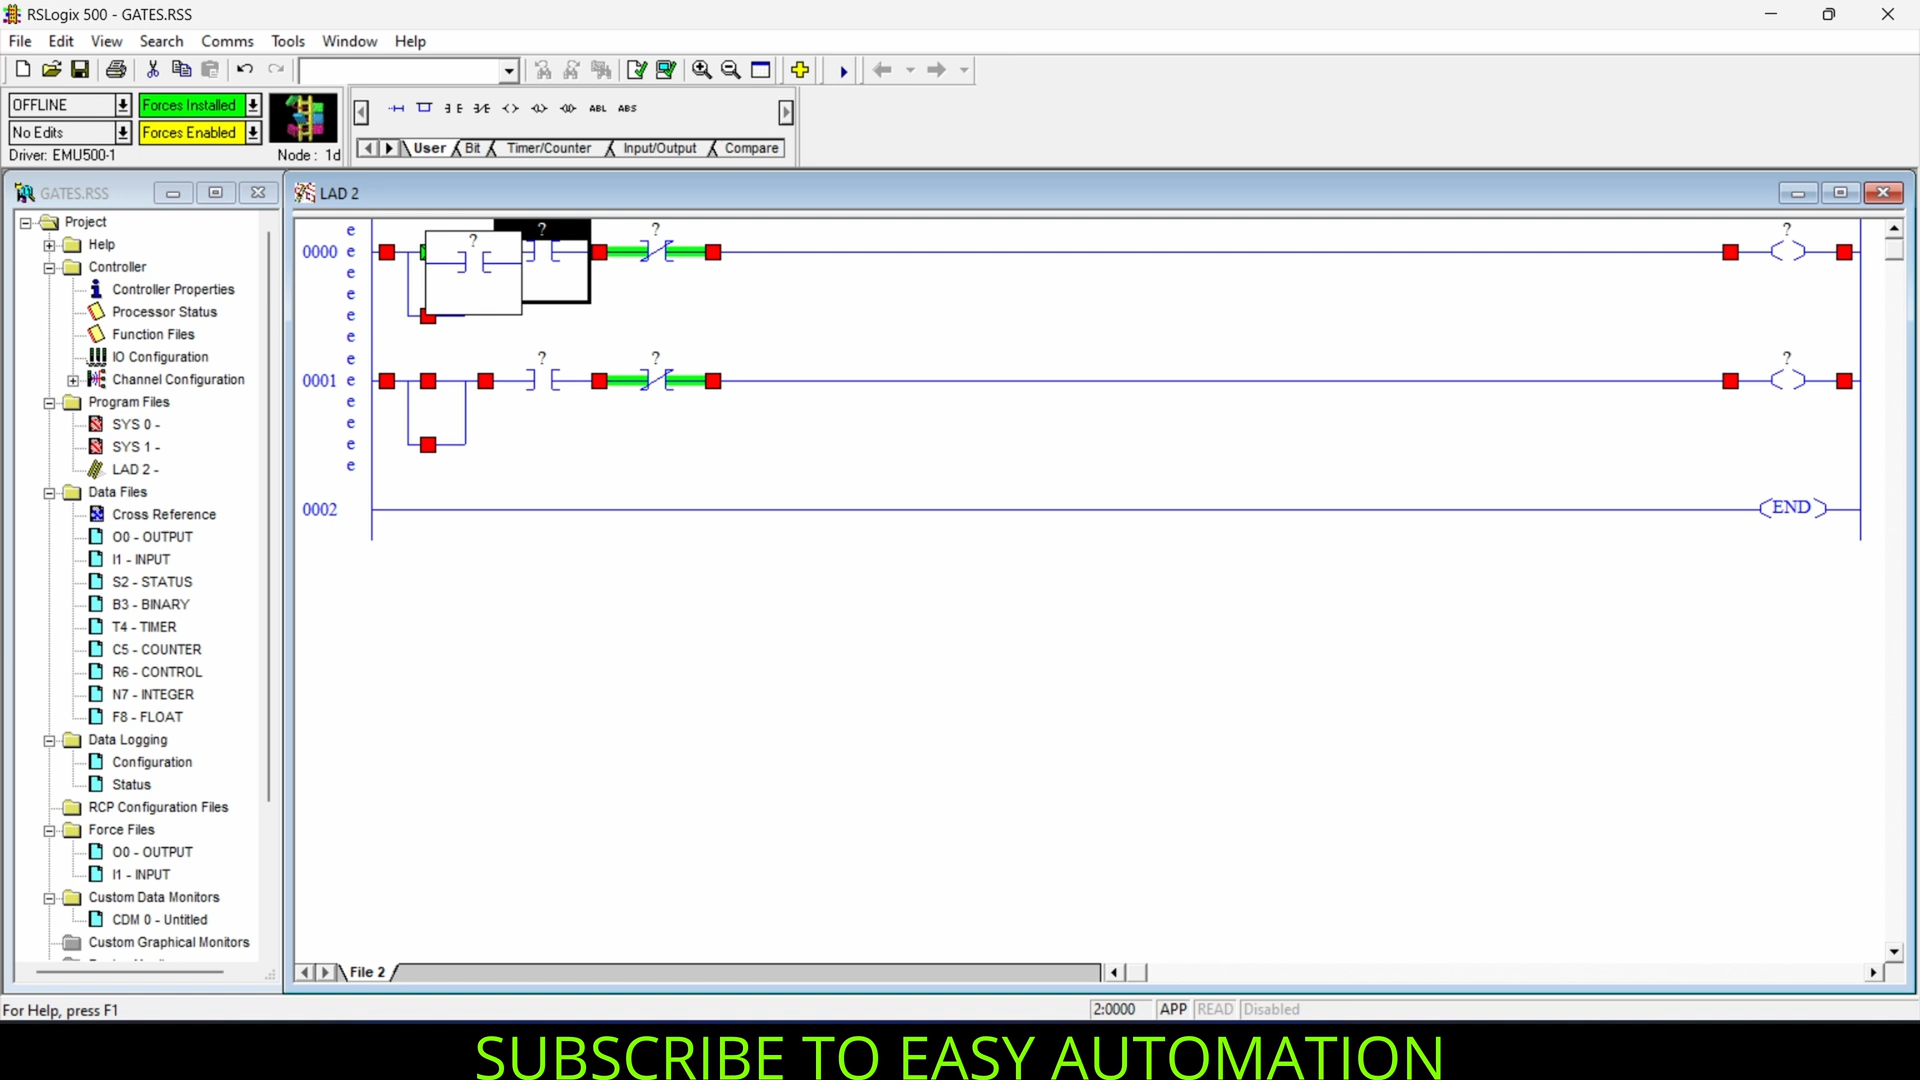 RSLogix 500 - GATES.RSS
File Edit View Search Comms Tools Window Help
OFFLINE Forces Installed
No Edits Forces Enabled
Driver: EMU500-1 Node : 1d
ABL ABS
User Bit Timer/Counter Input/Output Compare
GATES.RSS
Project
Help
Controller
Controller Properties
Processor Status
Function Files
IO Configuration
Channel Configuration
Program Files
SYS 0 -
SYS 1 -
LAD 2 -
Data Files
Cross Reference
O0 - OUTPUT
I1 - INPUT
S2 - STATUS
B3 - BINARY
T4 - TIMER
C5 - COUNTER
R6 - CONTROL
N7 - INTEGER
F8 - FLOAT
Data Logging
Configuration
Status
RCP Configuration Files
Force Files
O0 - OUTPUT
I1 - INPUT
Custom Data Monitors
CDM 0 - Untitled
Custom Graphical Monitors
LAD 2
e ? ? ?
? 
0000 e
e
e
e
e
e ? ? ?
0001 e
e
e
e
e
0002 END
File 2
For Help, press F1
2:0000 APP READ Disabled
SUBSCRIBE TO EASY AUTOMATION